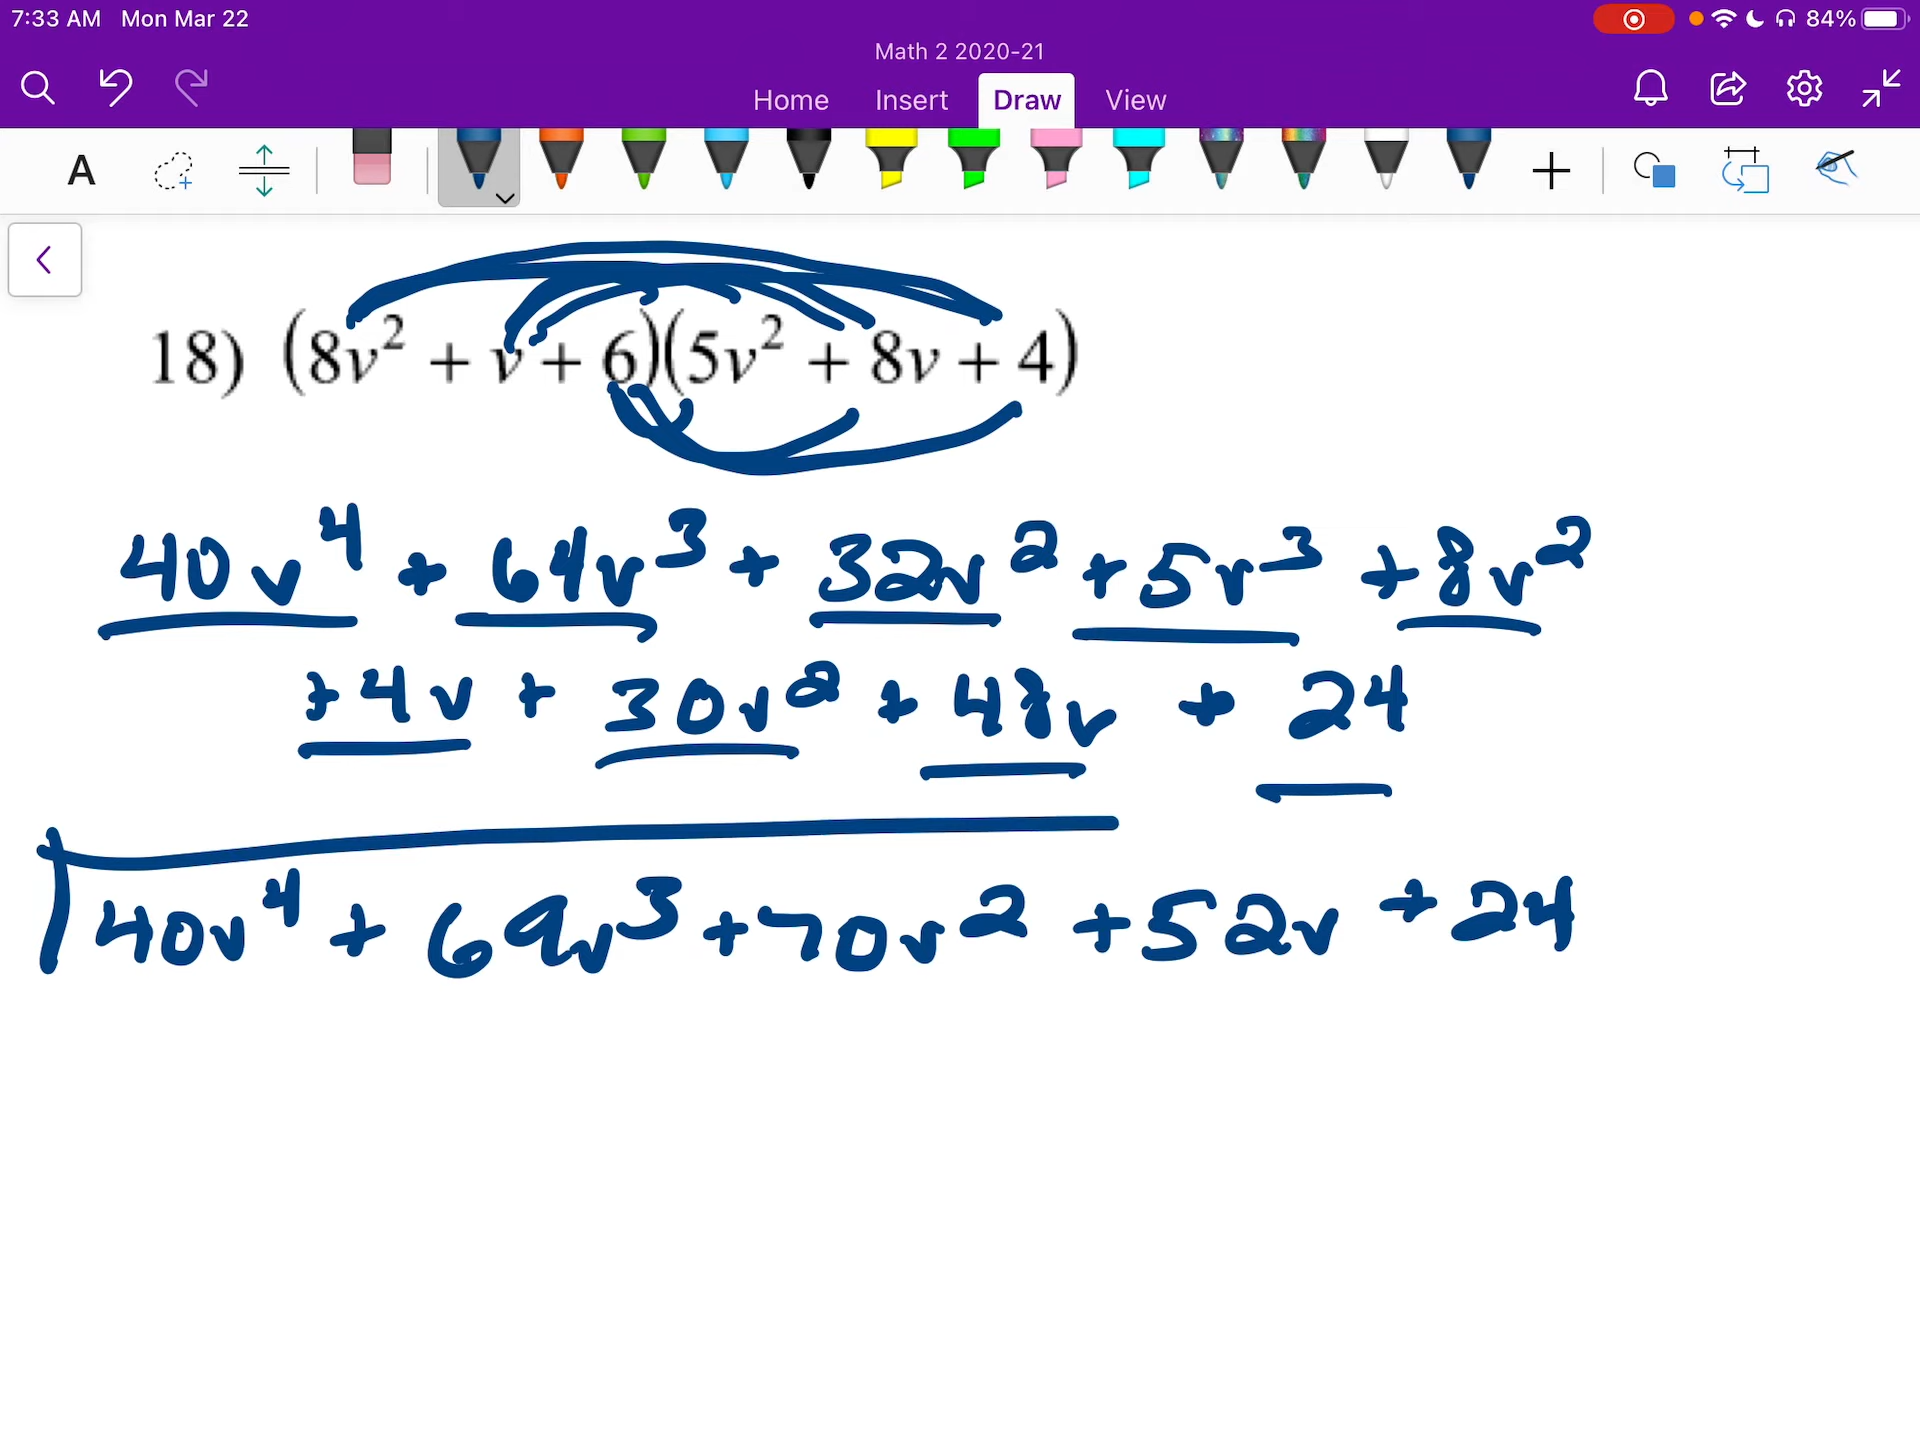 7:33 AM Mon Mar 22 84%
Math 2 2020-21
Home Insert Draw View
A
18) (8v² + v + 6)(5v² + 8v + 4)
40v⁴ + 64v³ + 32v² + 5v³ + 8v²
+ 4v + 30v² + 48v + 24
40v⁴ + 69v³ + 70v² + 52v + 24